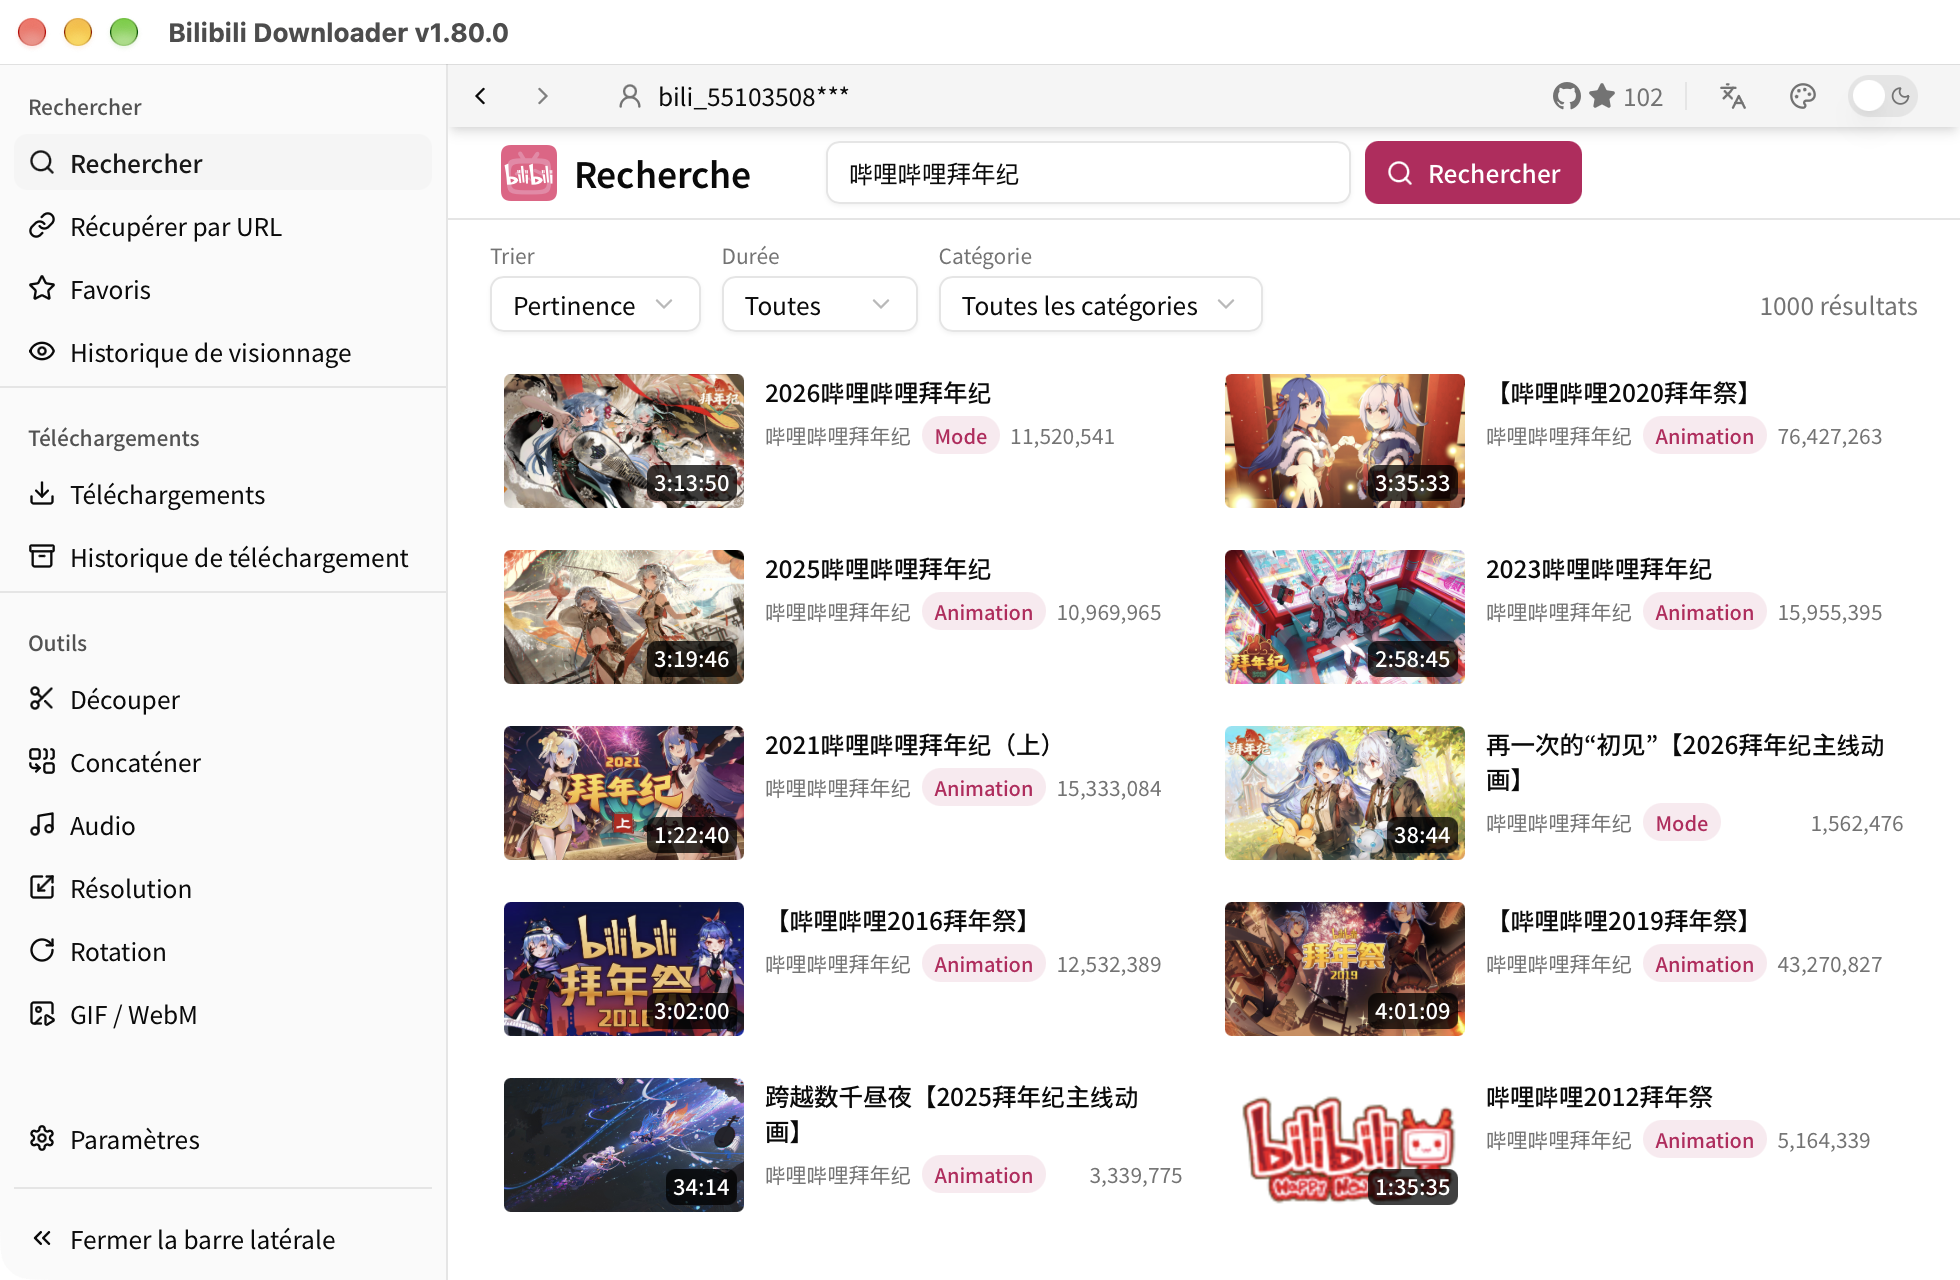 Bilibili Downloader v1.80.0
Rechercher
Rechercher
Récupérer par URL
Favoris
Historique de visionnage
Téléchargements
Téléchargements
Historique de téléchargement
Outils
Découper
Concaténer
Audio
Résolution
Rotation
GIF / WebM
Paramètres
Fermer la barre latérale
bili_55103508***
102
bilibili
Recherche
哔哩哔哩拜年纪
Rechercher
Trier
Durée
Catégorie
Pertinence
Toutes
Toutes les catégories
1000 résultats
拜年纪
3:13:50
2026哔哩哔哩拜年纪
哔哩哔哩拜年纪 Mode 11,520,541
3:35:33
【哔哩哔哩2020拜年祭】
哔哩哔哩拜年纪 Animation 76,427,263
3:19:46
2025哔哩哔哩拜年纪
哔哩哔哩拜年纪 Animation 10,969,965
拜年纪
2:58:45
2023哔哩哔哩拜年纪
哔哩哔哩拜年纪 Animation 15,955,395
2021
拜年纪
上
1:22:40
2021哔哩哔哩拜年纪（上）
哔哩哔哩拜年纪 Animation 15,333,084
拜年纪
38:44
再一次的“初见”【2026拜年纪主线动
画】
哔哩哔哩拜年纪 Mode 1,562,476
bilibili
拜年祭
2016
3:02:00
【哔哩哔哩2016拜年祭】
哔哩哔哩拜年纪 Animation 12,532,389
bilibili
拜年祭
2019
4:01:09
【哔哩哔哩2019拜年祭】
哔哩哔哩拜年纪 Animation 43,270,827
34:14
跨越数千昼夜【2025拜年纪主线动
画】
哔哩哔哩拜年纪 Animation 3,339,775
bilibili
HAPPY
1:35:35
哔哩哔哩2012拜年祭
哔哩哔哩拜年纪 Animation 5,164,339